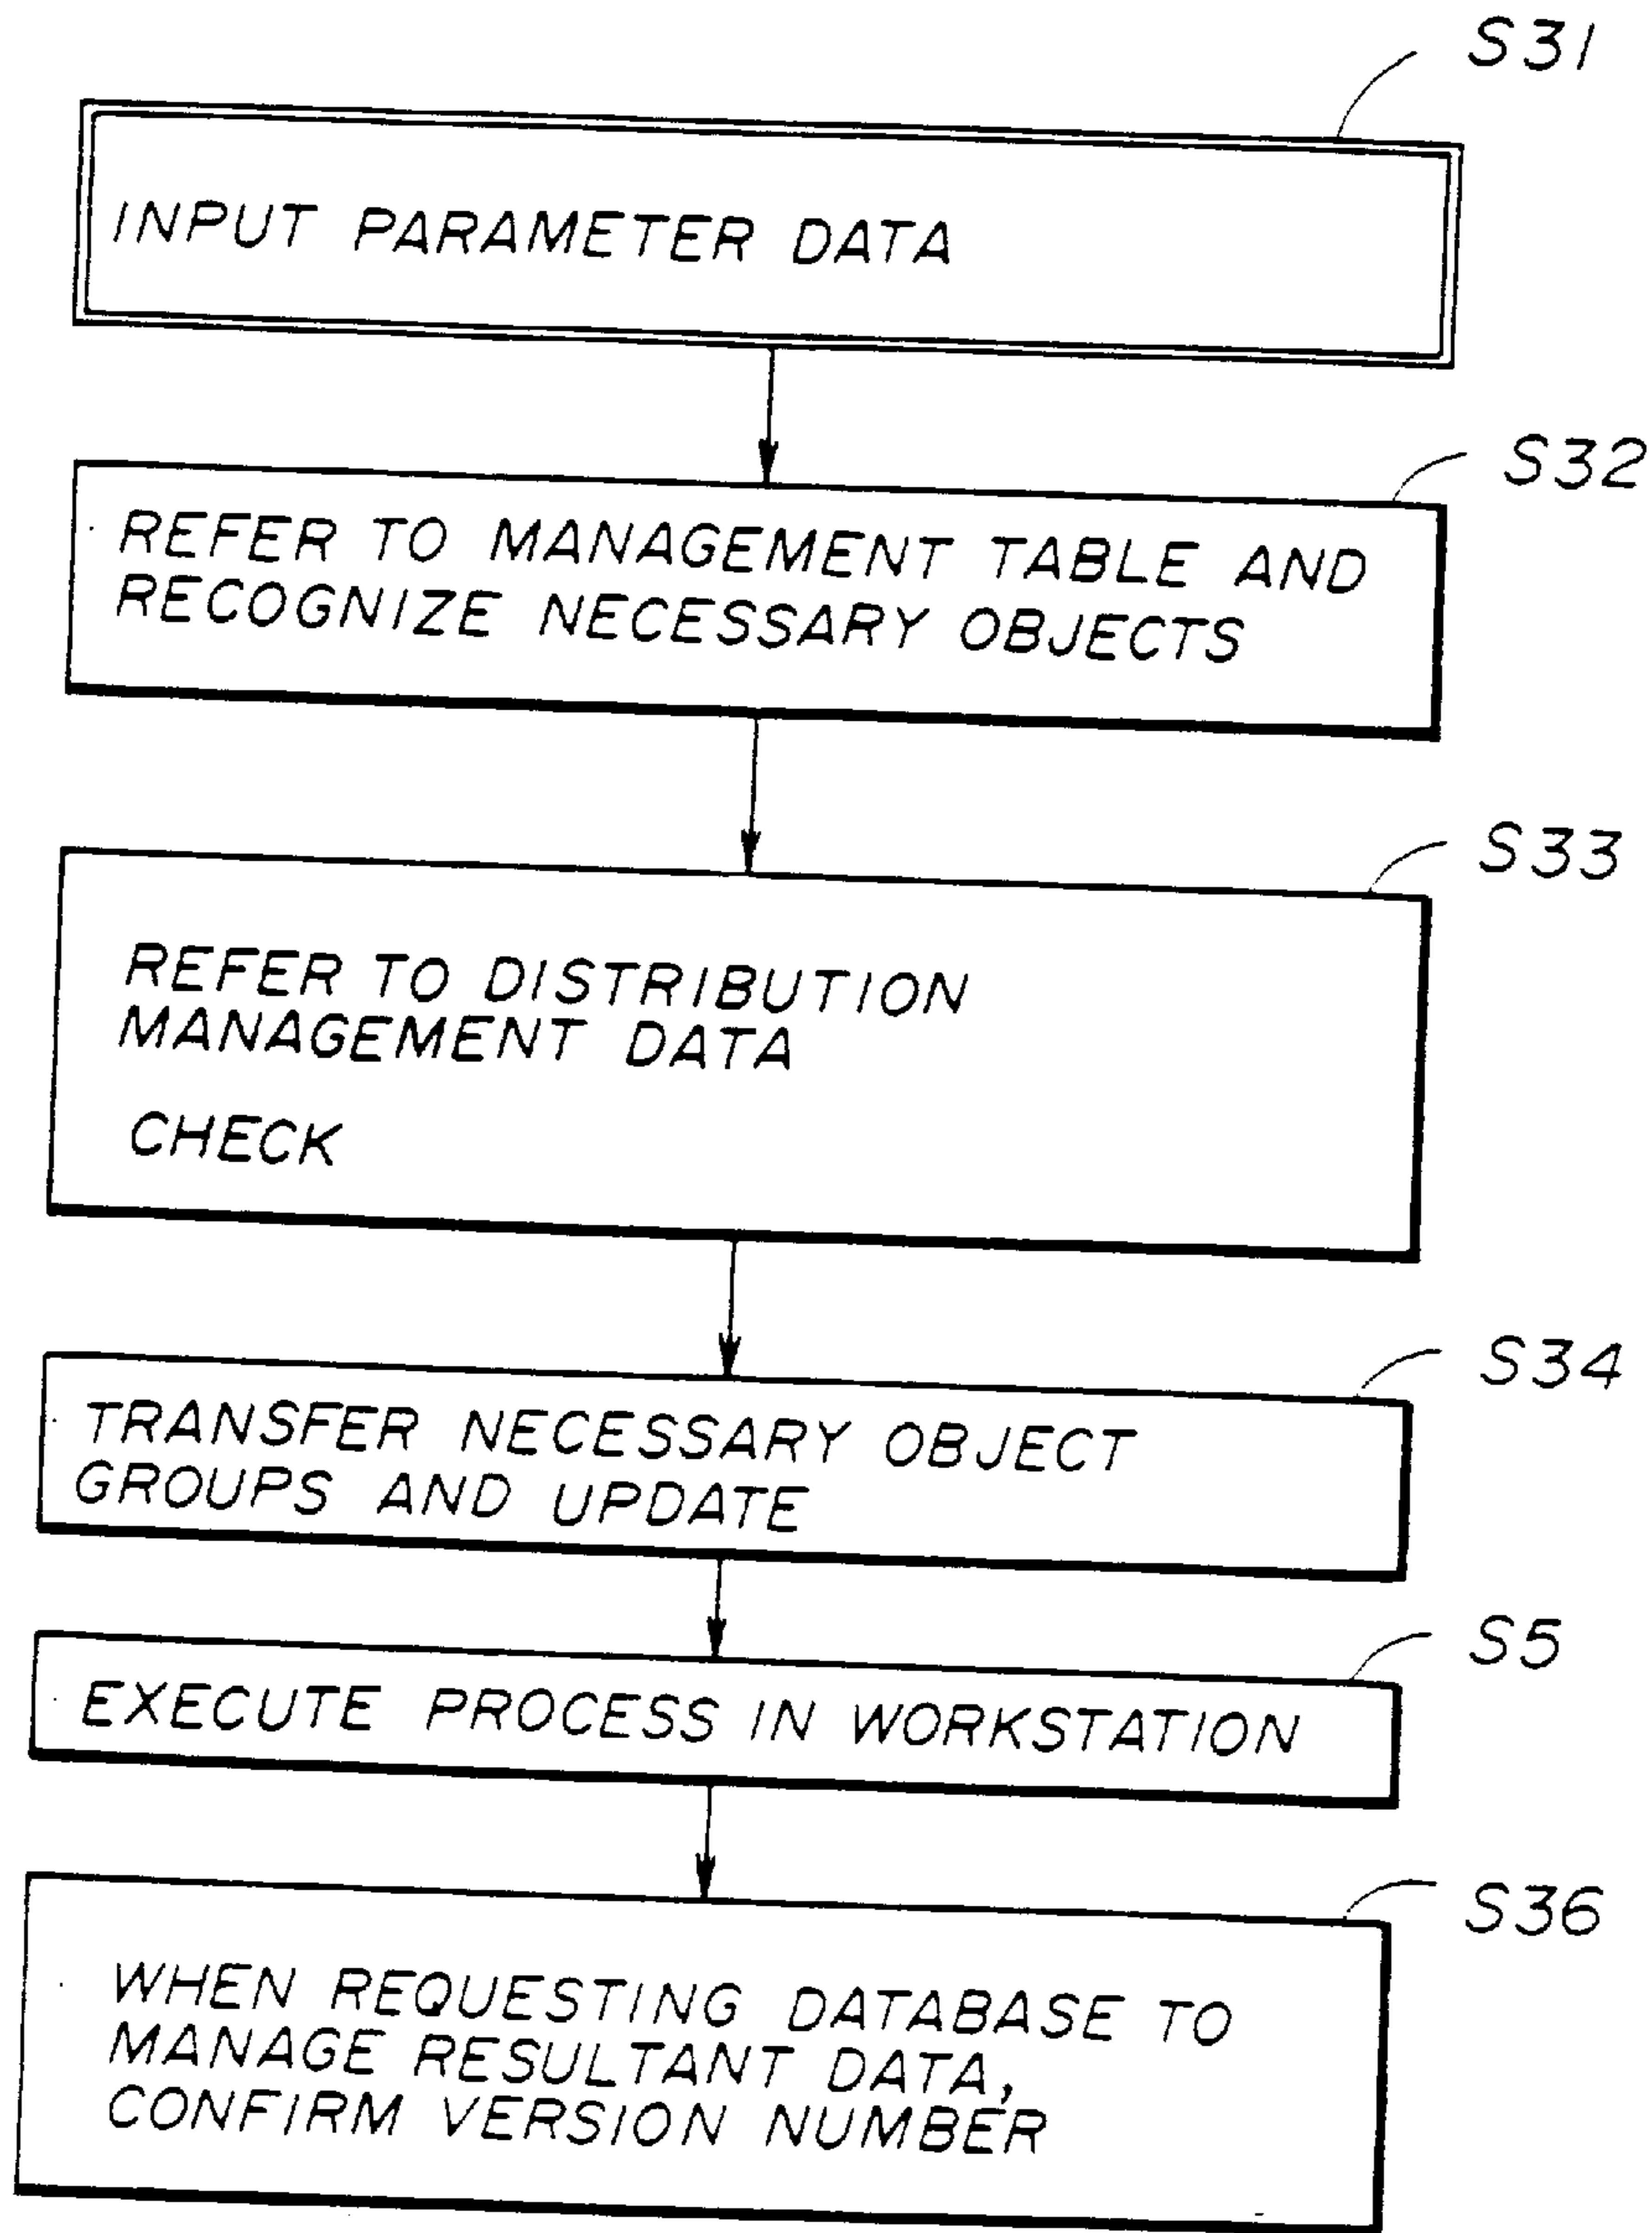 S31
INPUT PARAMETER DATA
S32
REFER TO MANAGEMENT TABLE AND
RECOGNIZE NECESSARY OBJECTS
S33
REFER TO DISTRIBUTION
MANAGEMENT DATA
CHECK
S34
TRANSFER NECESSARY OBJECT
GROUPS AND UPDATE
S5
EXECUTE PROCESS IN WORKSTATION
S36
WHEN REQUESTING DATABASE TO
MANAGE RESULTANT DATA,
CONFIRM VERSION NUMBER